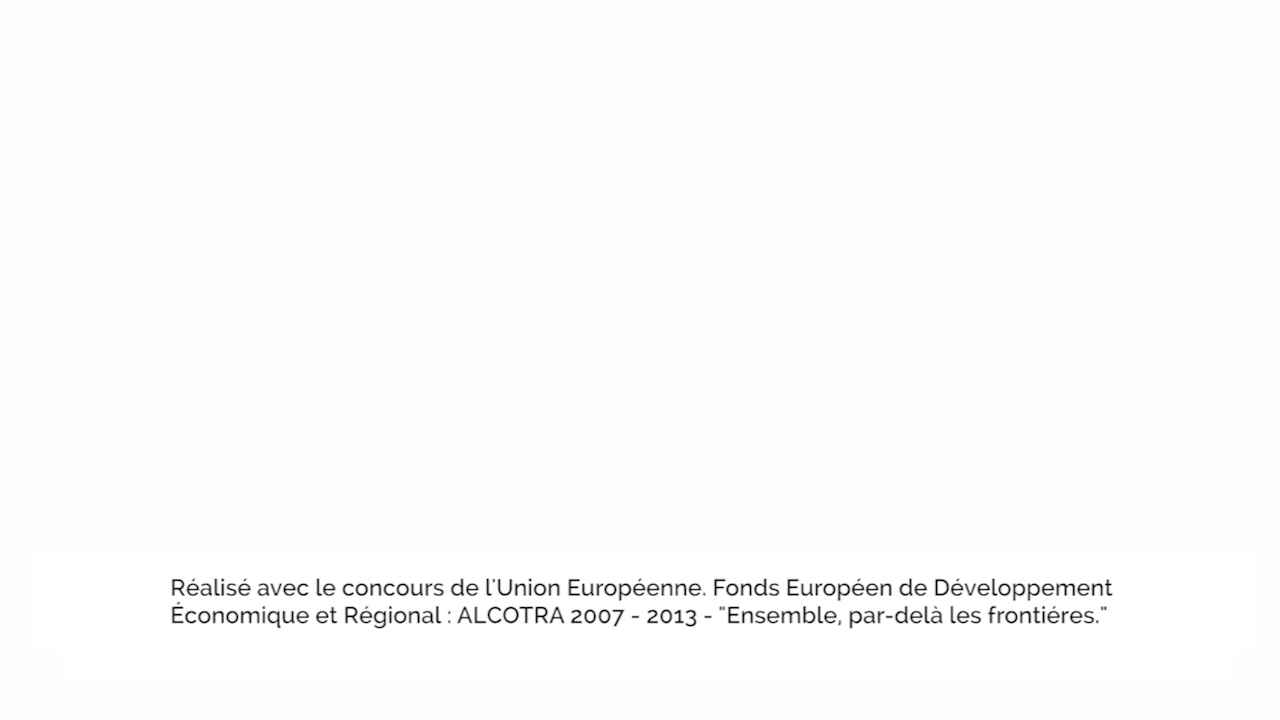 Réalisé avec le concours de l'Union Européenne. Fonds Européen de Développement
Économique et Régional : ALCOTRA 2007 - 2013 - "Ensemble, par-delà les frontiéres."